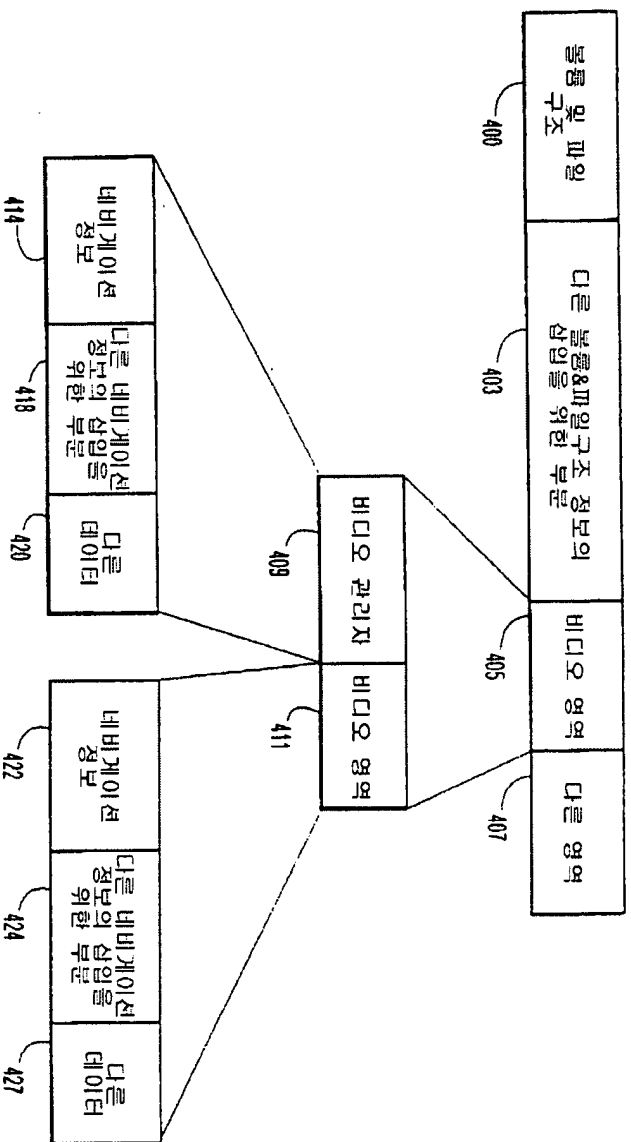 볼륨 및 파일
구조
400
다른 볼륨&파일구조 정보의
삽입을 위한 부분
403
비디오 영역
405
다른 영역
407
비디오 관리자
409
비디오 영역
411
네비게이션
정보
414
다른 네비게이션
정보의 삽입을
위한 부분
418
다른
데이터
420
네비게이션
정보
422
다른 네비게이션
정보의 삽입을
위한 부분
424
다른
데이터
427